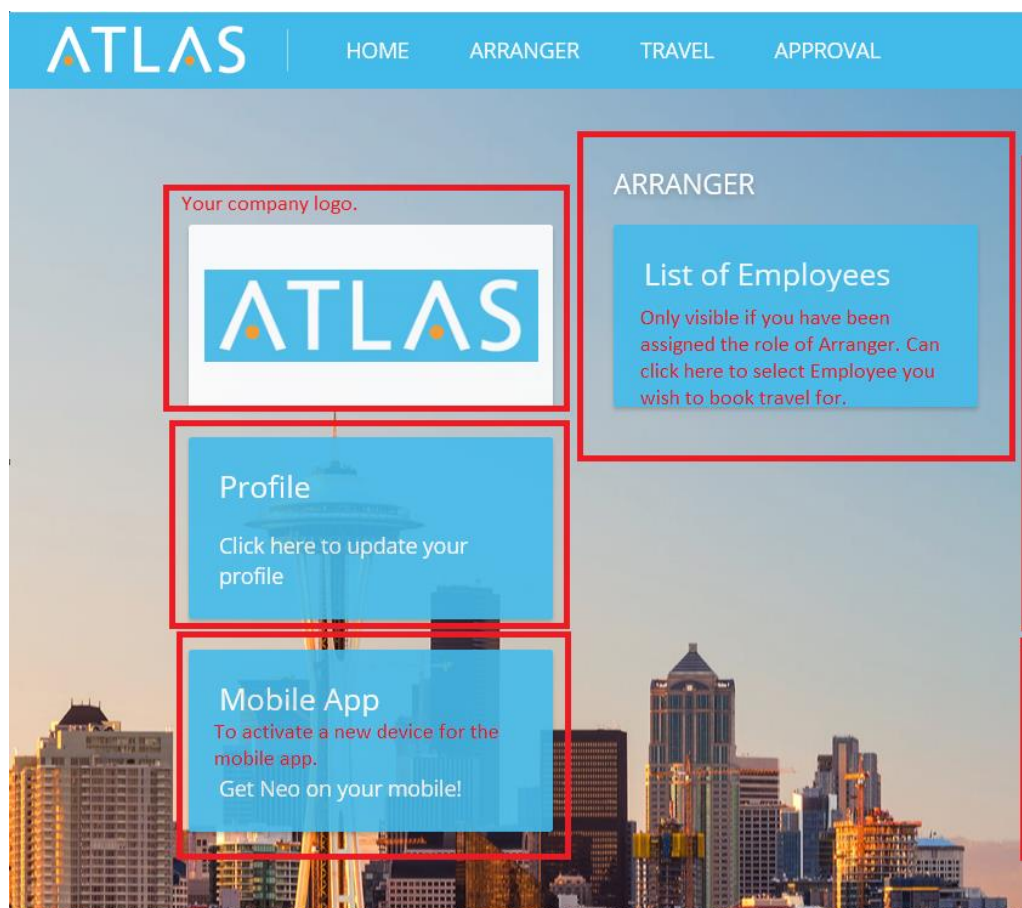 ATLAS
HOME ARRANGER TRAVEL APPROVAL
Your company logo.
ATLAS
Profile
Click here to update your
profile
Mobile App
To activate a new device for the
mobile app.
Get Neo on your mobile!
ARRANGER
List of Employees
Only visible if you have been
assigned the role of Arranger. Can
click here to select Employee you
wish to book travel for.